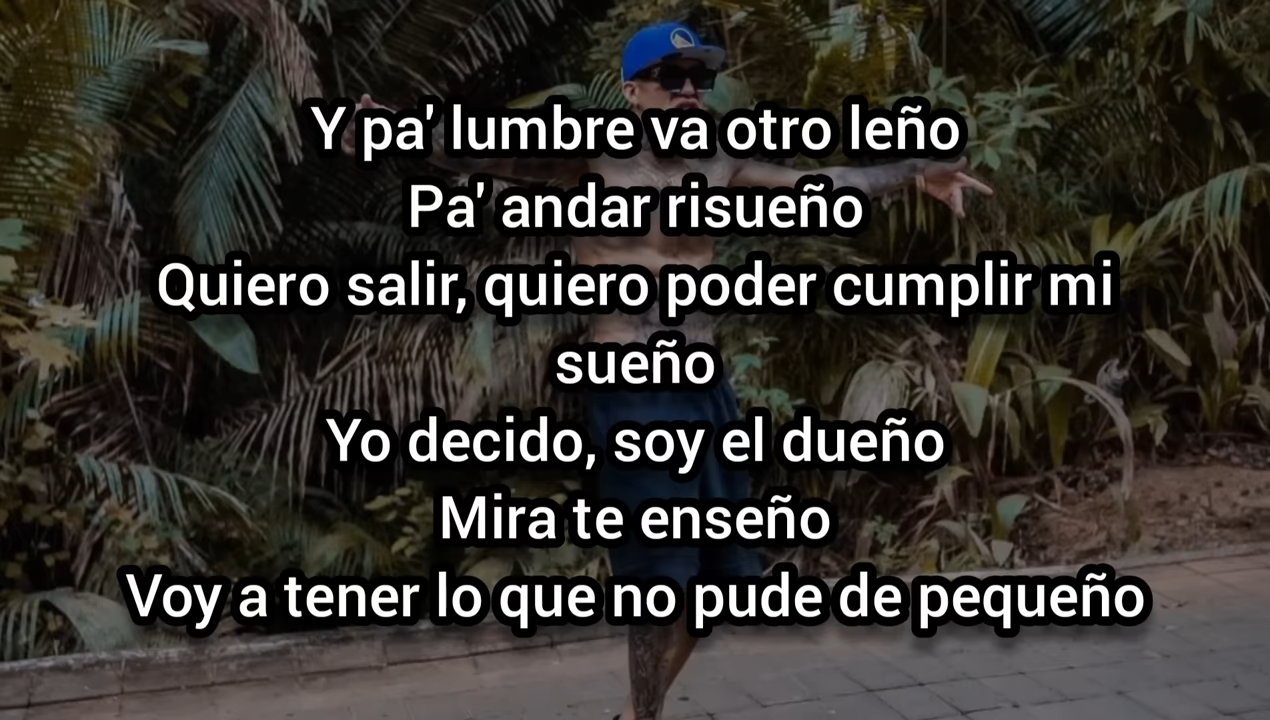 Y pa' lumbre va otro leño
Pa' andar risueño
Quiero salir, quiero poder cumplir mi
sueño
Yo decido, soy el dueño
Mira te enseño
Voy a tener lo que no pude de pequeño